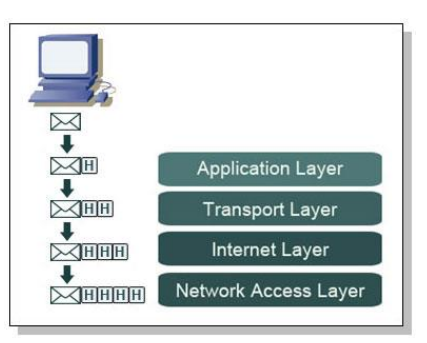 H
Application Layer
H H
Transport Layer
H H H
Internet Layer
H H H H
Network Access Layer